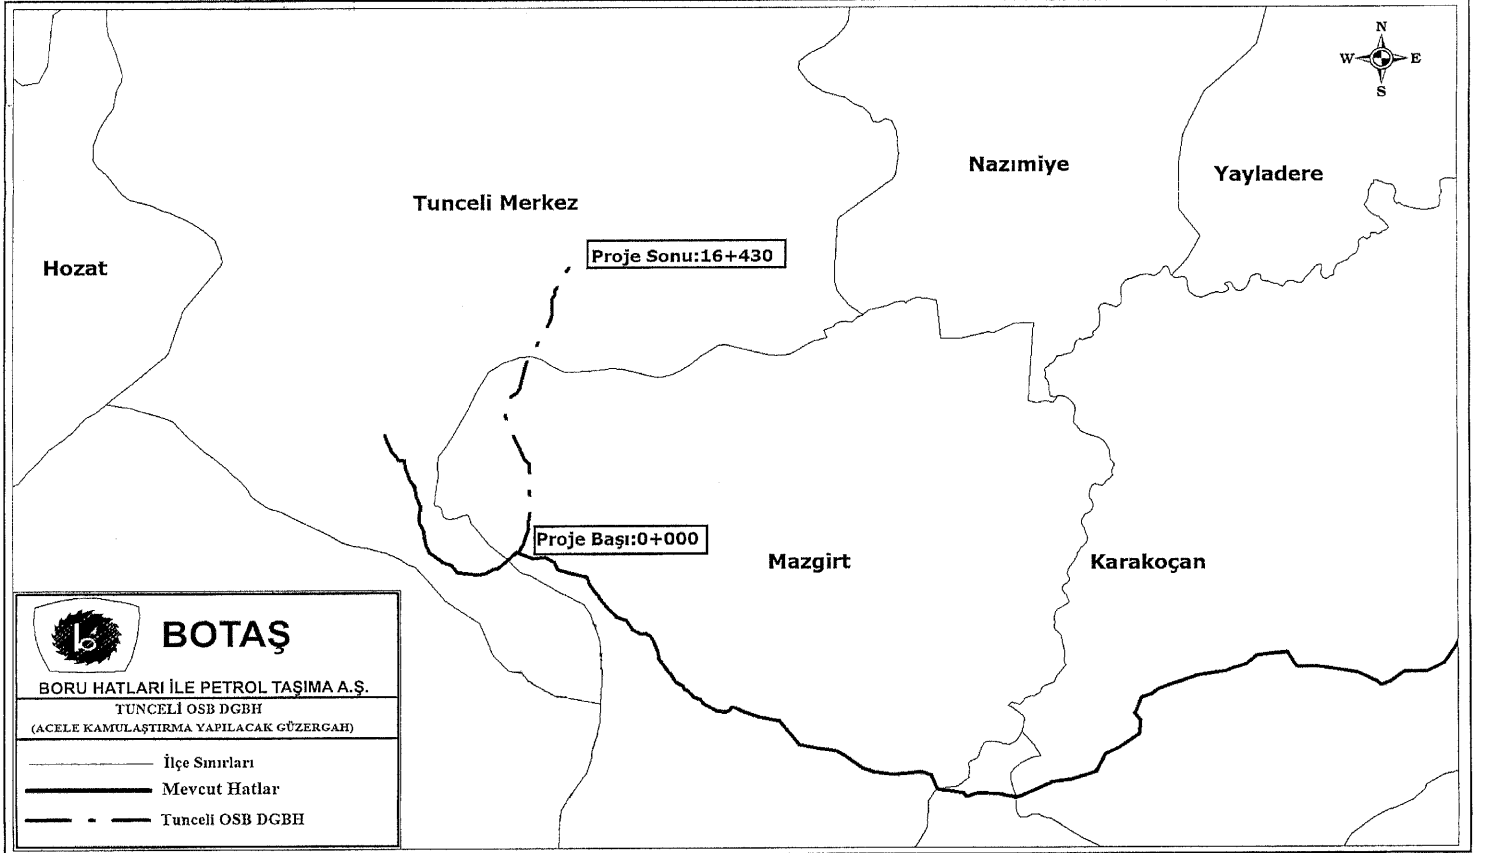 N
W E
S
Nazımiye
Yayladere
Tunceli Merkez
Proje Sonu:16+430
Hozat
Proje Başı:0+000
Mazgirt
Karakoçan
BOTAŞ
BORU HATLARI İLE PETROL TAŞIMA A.Ş.
TUNCELİ OSB DGBH
(ACELE KAMULAŞTIRMA YAPILACAK GÜZERGAH)
İlçe Sınırları
Mevcut Hatlar
Tunceli OSB DGBH